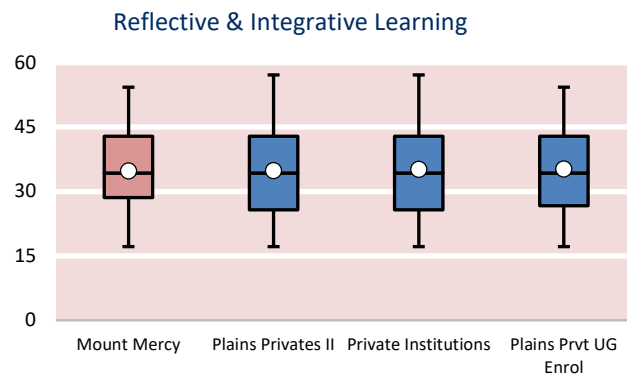 Reflective & Integrative Learning
60
45
30
15
0
Mount Mercy
Plains Privates II
Private Institutions
Plains Prvt UG
Enrol